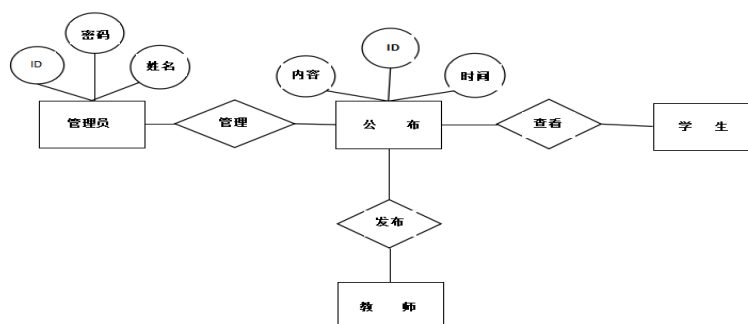 密码
ID
姓名
ID
内容
时间
管理员
管理
公 布
查看
学 生
发布
教 师